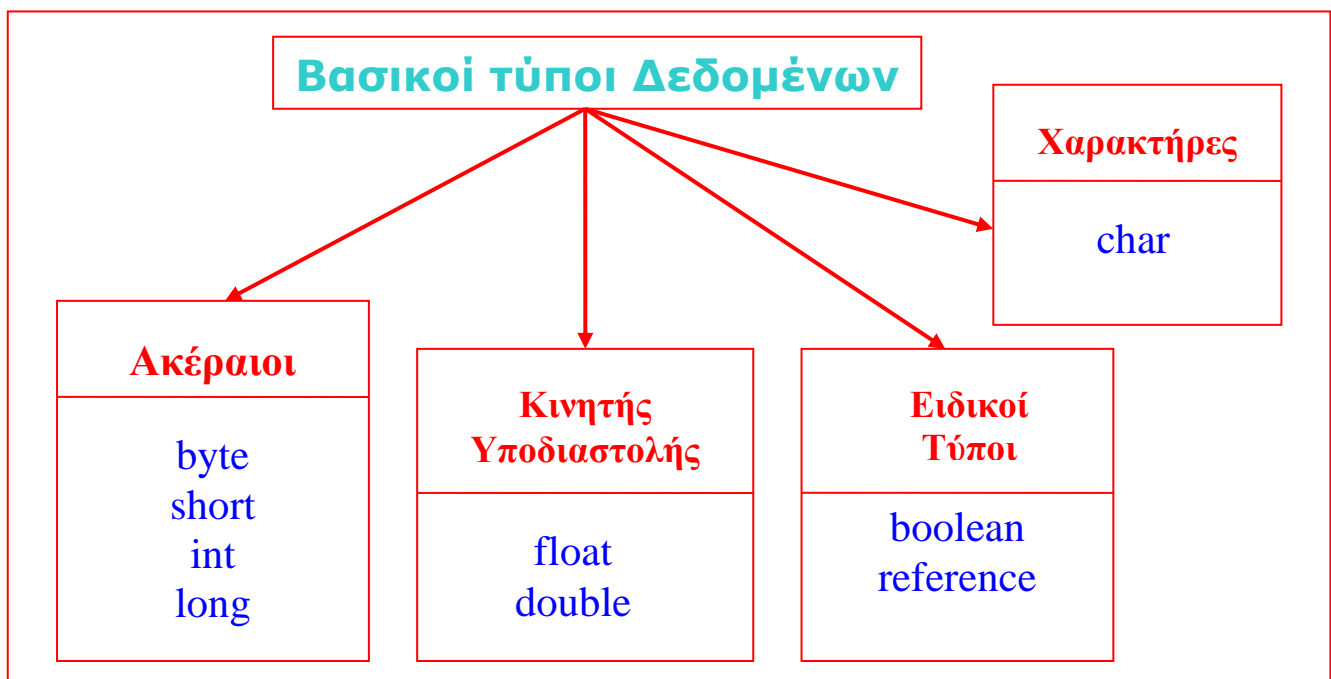 Βασικοί τύποι Δεδομένων
Χαρακτήρες
char
Ακέραιοι
byte
short
int
long
Κινητής
Υποδιαστολής
float
double
Ειδικοί
Τύποι
boolean
reference